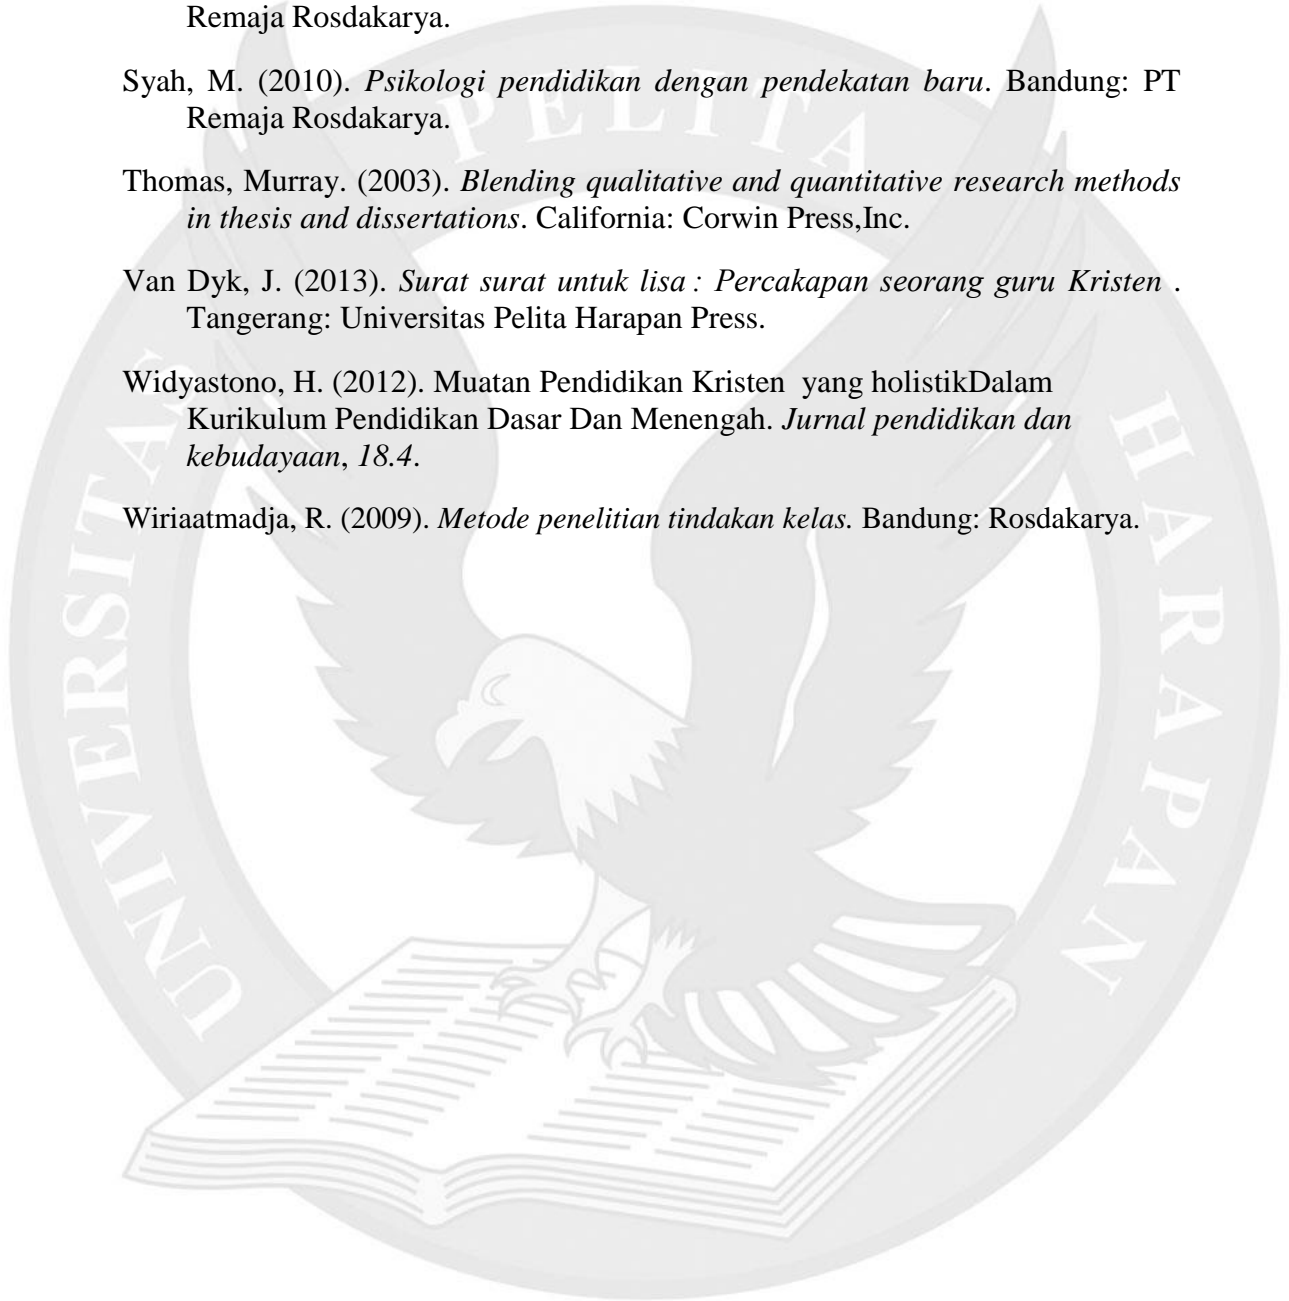 Remaja Rosdakarya.
Syah, M. (2010). Psikologi pendidikan dengan pendekatan baru. Bandung: PT
Remaja Rosdakarya.
Thomas, Murray. (2003). Blending qualitative and quantitative research methods
in thesis and dissertations. California: Corwin Press,Inc.
Van Dyk, J. (2013). Surat surat untuk lisa : Percakapan seorang guru Kristen .
Tangerang: Universitas Pelita Harapan Press.
Widyastono, H. (2012). Muatan Pendidikan Kristen  yang holistikDalam
Kurikulum Pendidikan Dasar Dan Menengah. Jurnal pendidikan dan
kebudayaan, 18.4.
Wiriaatmadja, R. (2009). Metode penelitian tindakan kelas. Bandung: Rosdakarya.
UNIVERSITAS PELITA HARAPAN